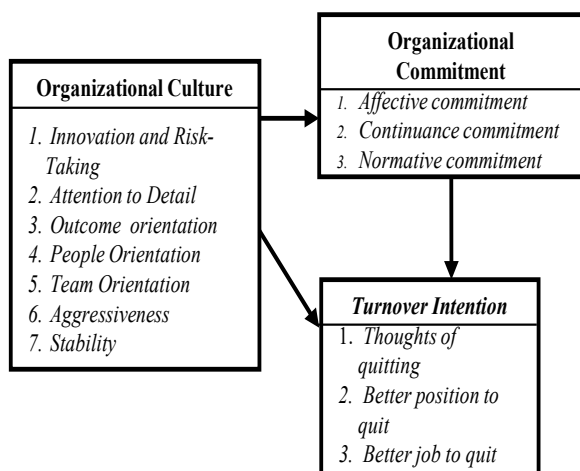 Organizational Culture
1. Innovation and Risk-
Taking
2. Attention to Detail
3. Outcome orientation
4. People Orientation
5. Team Orientation
6. Aggressiveness
7. Stability
Organizational
Commitment
1. Affective commitment
2. Continuance commitment
3. Normative commitment
Turnover Intention
1. Thoughts of
quitting
2. Better position to
quit
3. Better job to quit